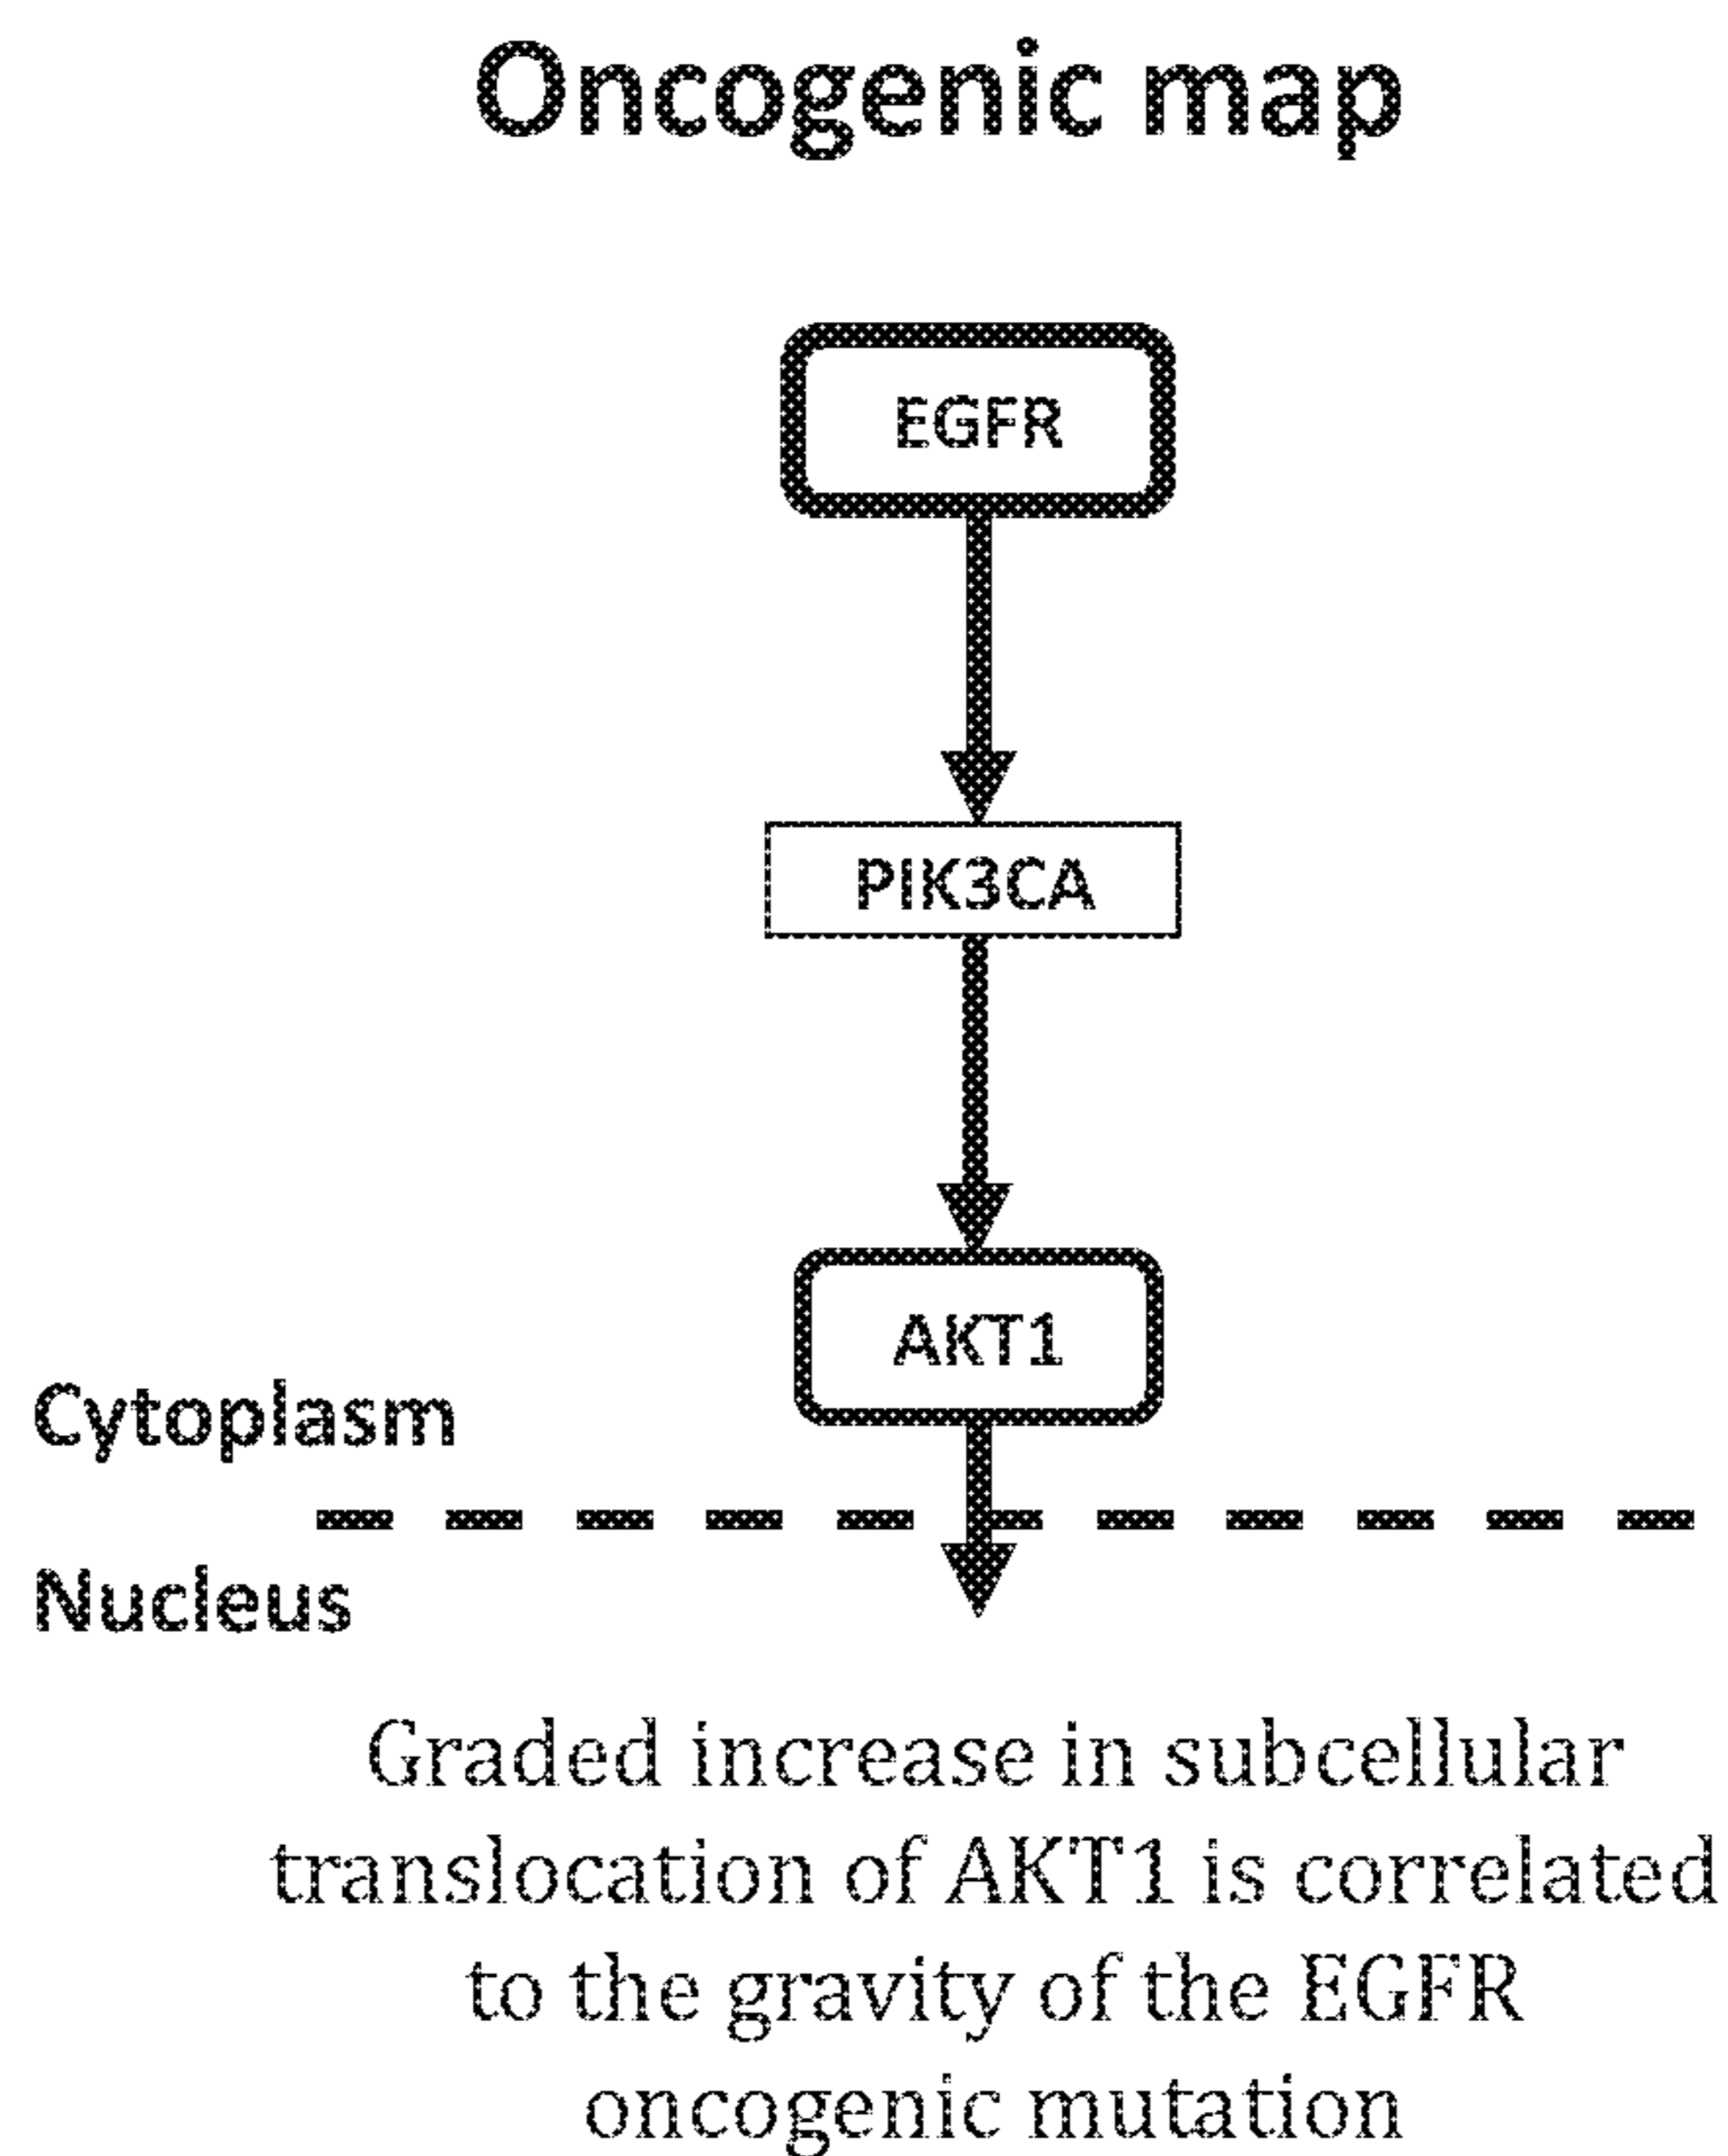 Oncogenic map
EGFR
PIK3CA
AKT1
Cytoplasm
Nucleus
Graded increase in subcellular
translocation of AKT1 is correlated
to the gravity of the EGFR
oncogenic mutation